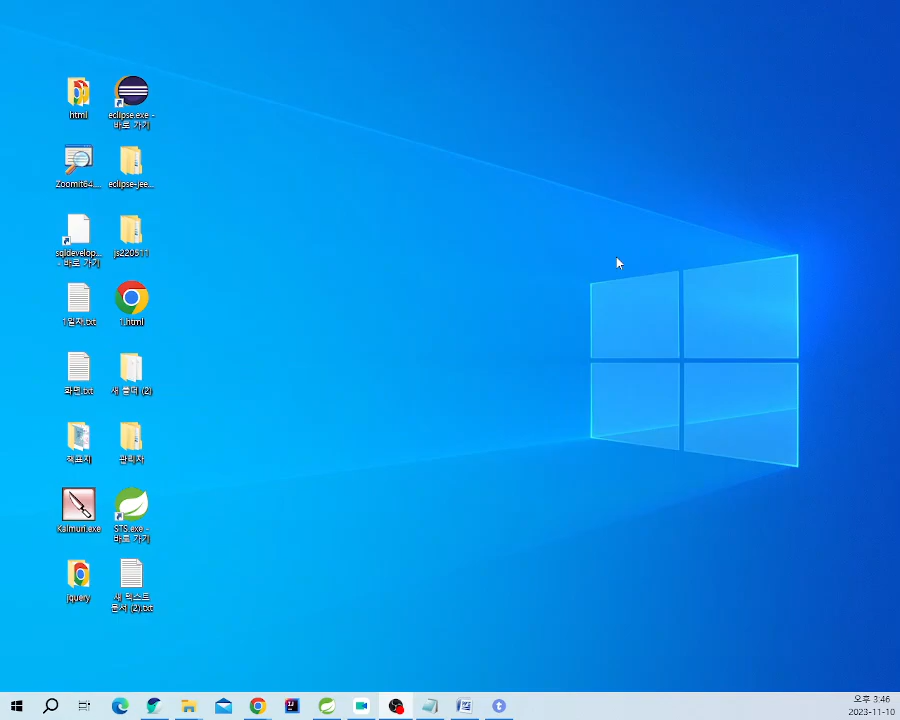 html
eclipse.exe -
바로 가기
Zoomit64....
eclipse-jee...
sqldevelop...
- 바로 가기
js220511
1일차.txt
1.html
화면.txt
새 폴더 (2)
책표지
관리자
Kalmuri.exe
STS.exe -
바로 가기
jquery
새 텍스트
문서 (2).txt
오후 3:46
2023-11-10